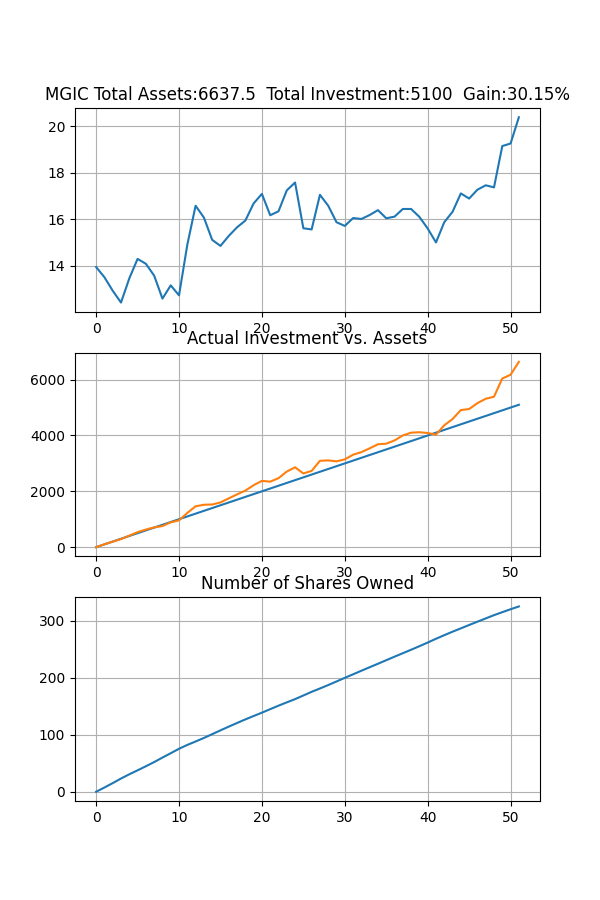 MGIC Total Assets:6637.5  Total Investment:5100  Gain:30.15%
20
18
16
14
0 10 20 30 40 50
Actual Investment vs. Assets
6000
4000
2000
0
0 10 20 30 40 50
Number of Shares Owned
300
200
100
0
0 10 20 30 40 50